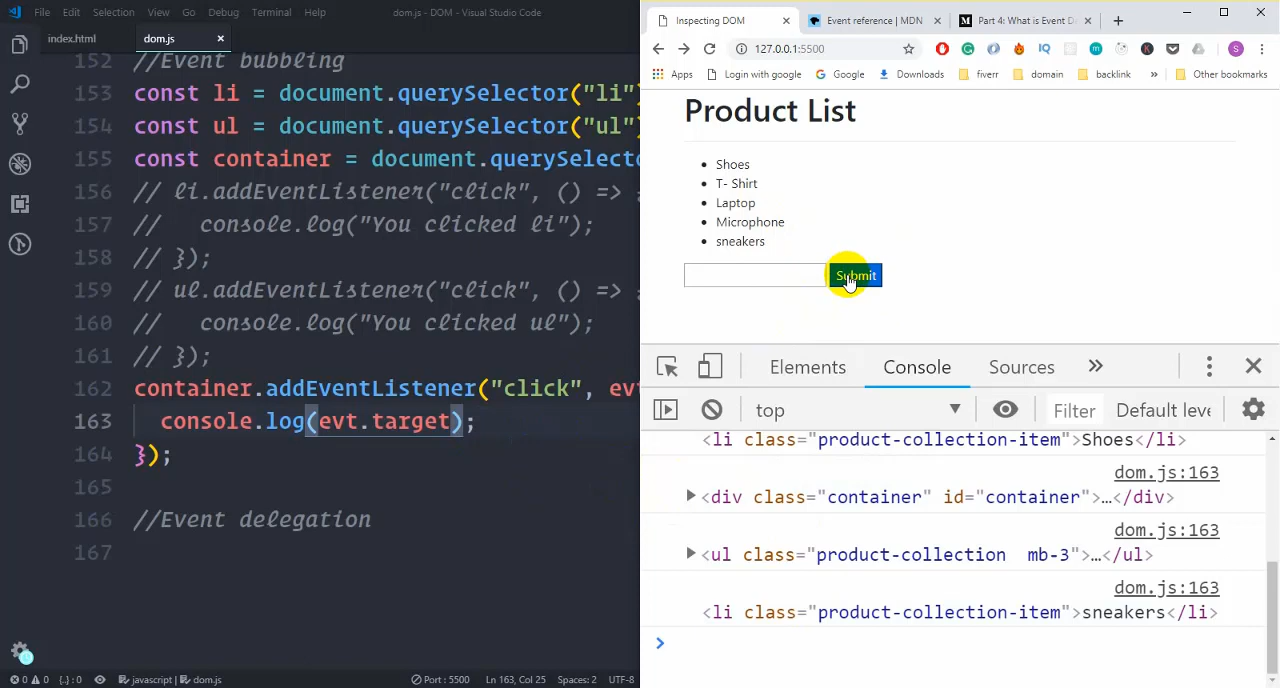 File Edit Selection View Go Debug Terminal Help dom.js - DOM - Visual Studio Code
index.html dom.js ×
152 //Event bubbling
153 const li = document.querySelector("li")
154 const ul = document.querySelector("ul")
155 const container = document.querySelecto
156 // li.addEventListener("click", () =>
157 //   console.log("You clicked li");
158 // });
159 // ul.addEventListener("click", () =>
160 //   console.log("You clicked ul");
161 // });
162 container.addEventListener("click", ev
163   console.log(evt.target);
164 });
165
166 //Event delegation
167
0 0 {..} : 0 javascript | dom.js Port : 5500 Ln 163, Col 25 Spaces: 2 UTF-8
Inspecting DOM × Event reference | MDN × Part 4: What is Event D × +
127.0.0.1:5500 IQ m K S
Apps Login with google Google Downloads fiverr domain backlink » Other bookmarks
Product List
• Shoes
• T- Shirt
• Laptop
• Microphone
• sneakers
Submit
Elements Console Sources »
top Filter Default leve
<li class="product-collection-item">Shoes</li>
dom.js:163
<div class="container" id="container">…</div>
dom.js:163
<ul class="product-collection  mb-3">…</ul>
dom.js:163
<li class="product-collection-item">sneakers</li>
>